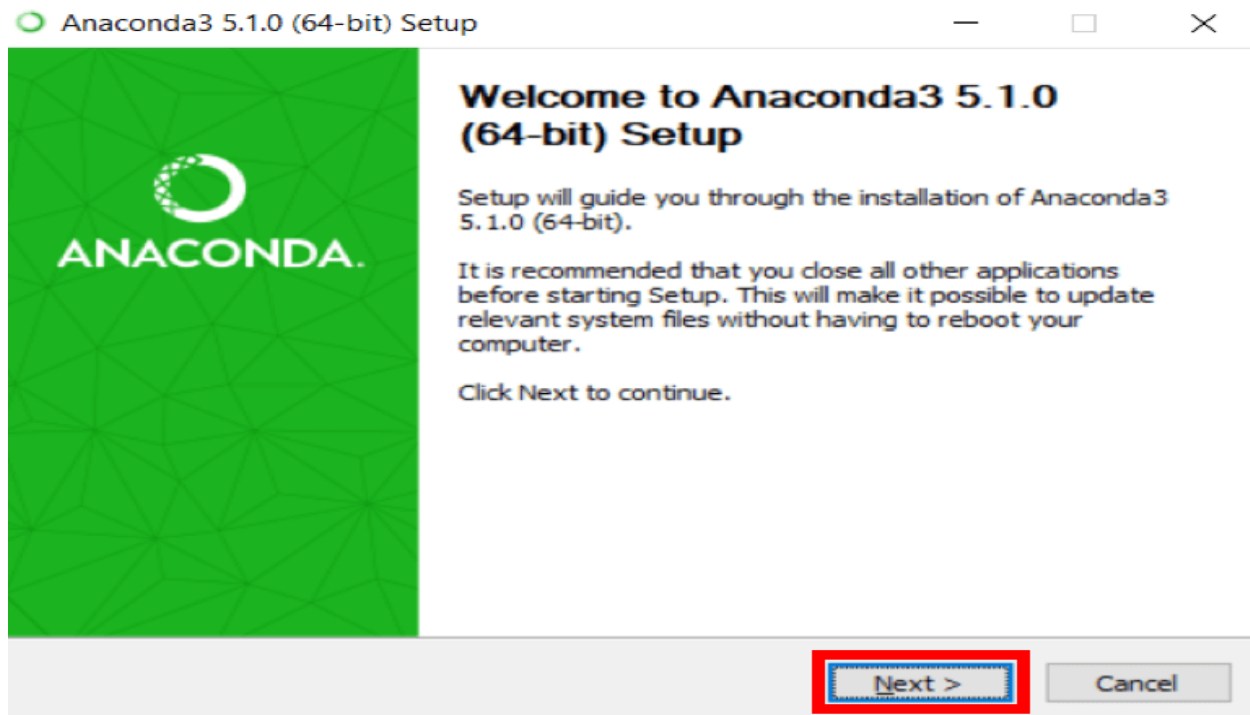 Anaconda3 5.1.0 (64-bit) Setup
Welcome to Anaconda3 5.1.0
(64-bit) Setup
ANACONDA.
Setup will guide you through the installation of Anaconda3
5.1.0 (64-bit).
It is recommended that you close all other applications
before starting Setup. This will make it possible to update
relevant system files without having to reboot your
computer.
Click Next to continue.
Next >
Cancel